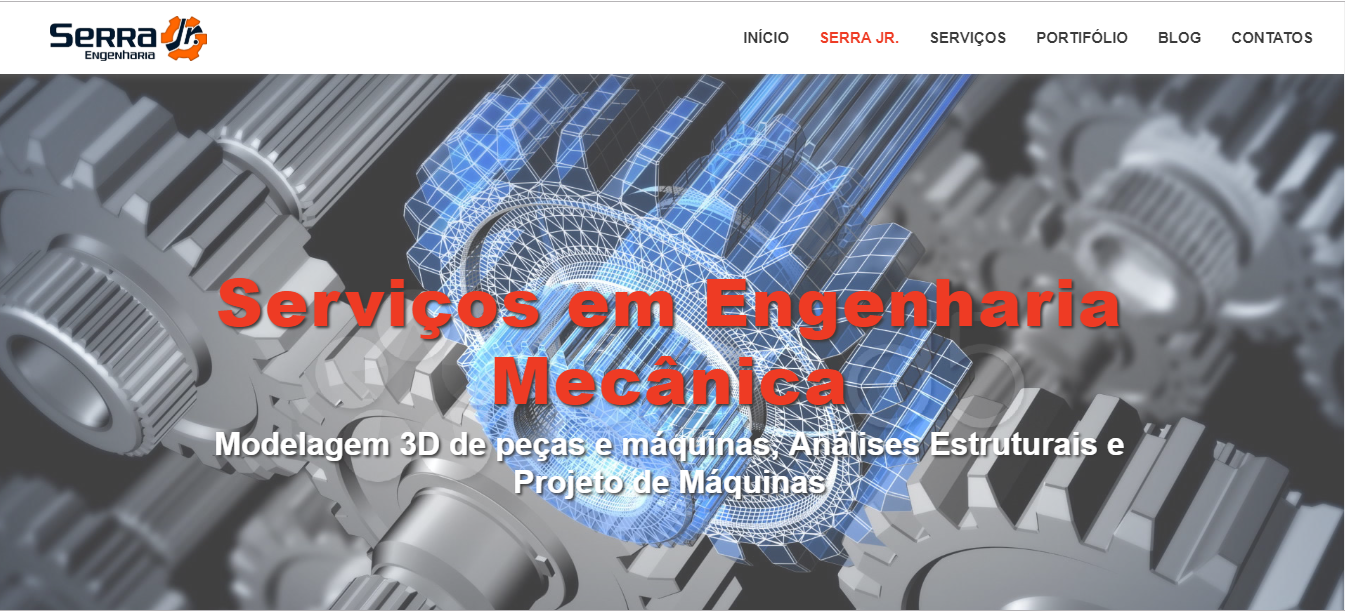 Serra Jr.
Engenharia
INÍCIO SERRA JR. SERVIÇOS PORTIFÓLIO BLOG CONTATOS
Serviços em Engenharia
Mecânica
Modelagem 3D de peças e máquinas, Análises Estruturais e
Projeto de Máquinas